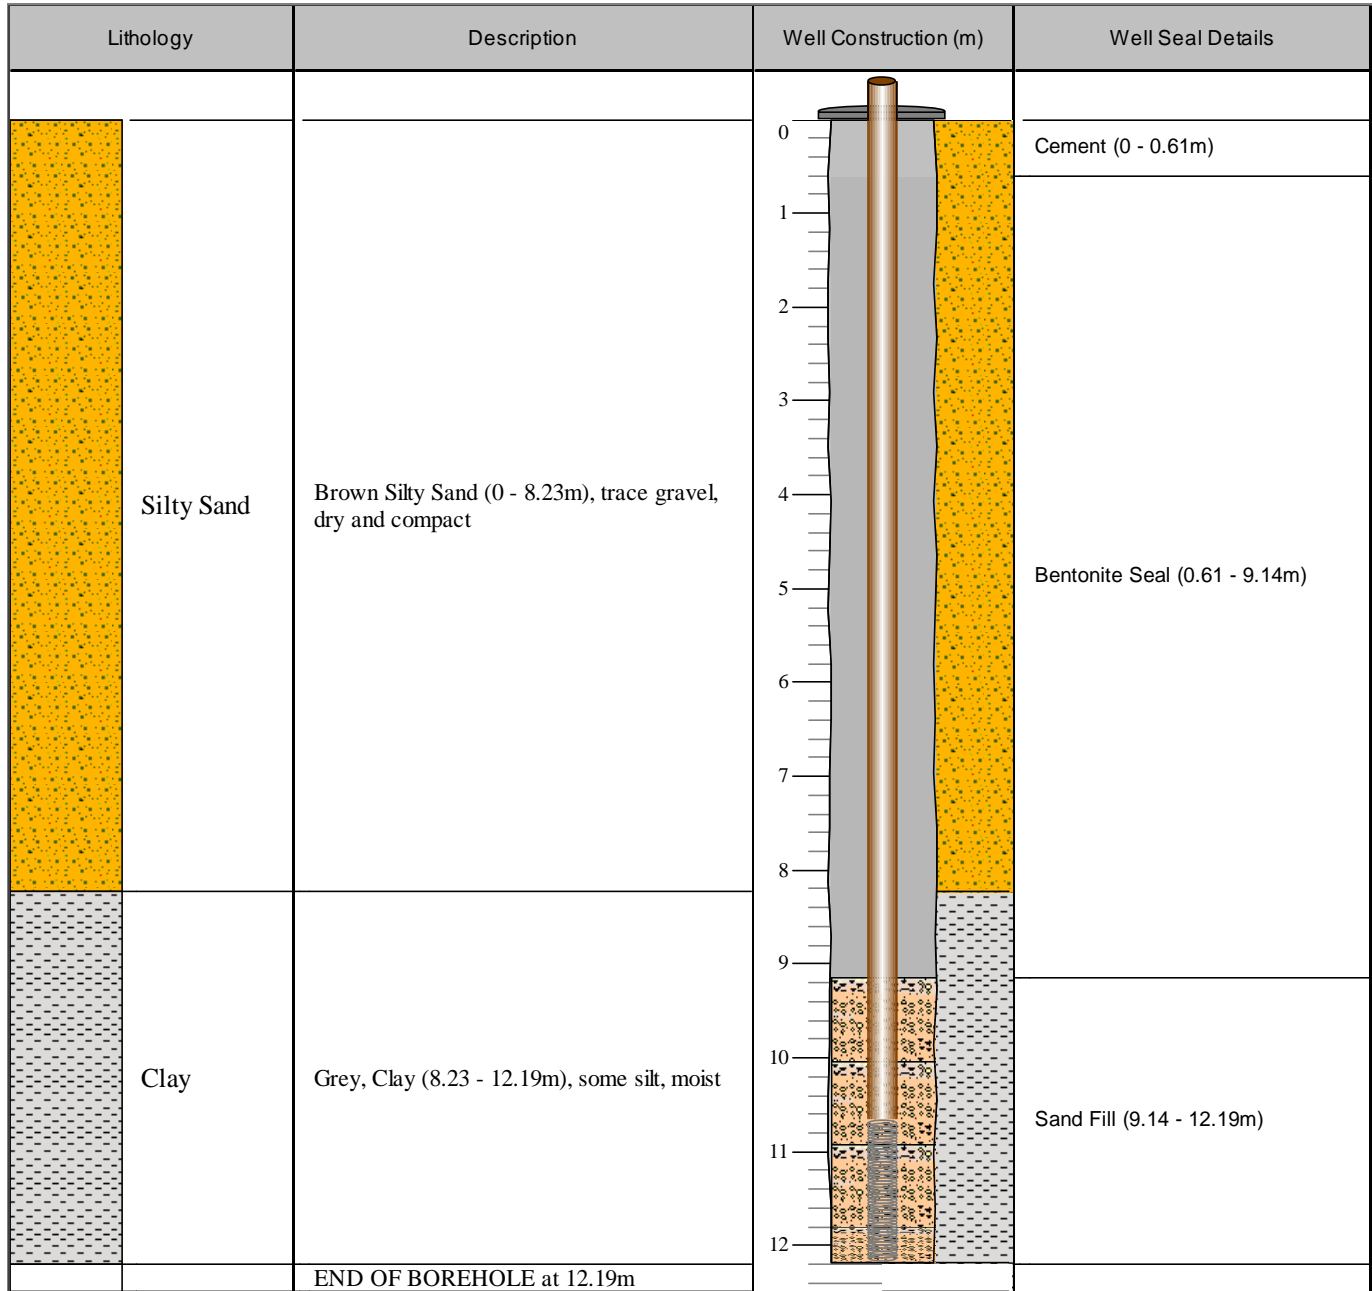 Lithology
Description
Well Construction (m)
Well Seal Details
0
Cement (0 - 0.61m)
1
2
3
4
Silty Sand
Brown Silty Sand (0 - 8.23m), trace gravel,
dry and compact
5
Bentonite Seal (0.61 - 9.14m)
6
7
8
9
10
Clay
Grey, Clay (8.23 - 12.19m), some silt, moist
Sand Fill (9.14 - 12.19m)
11
12
END OF BOREHOLE at 12.19m